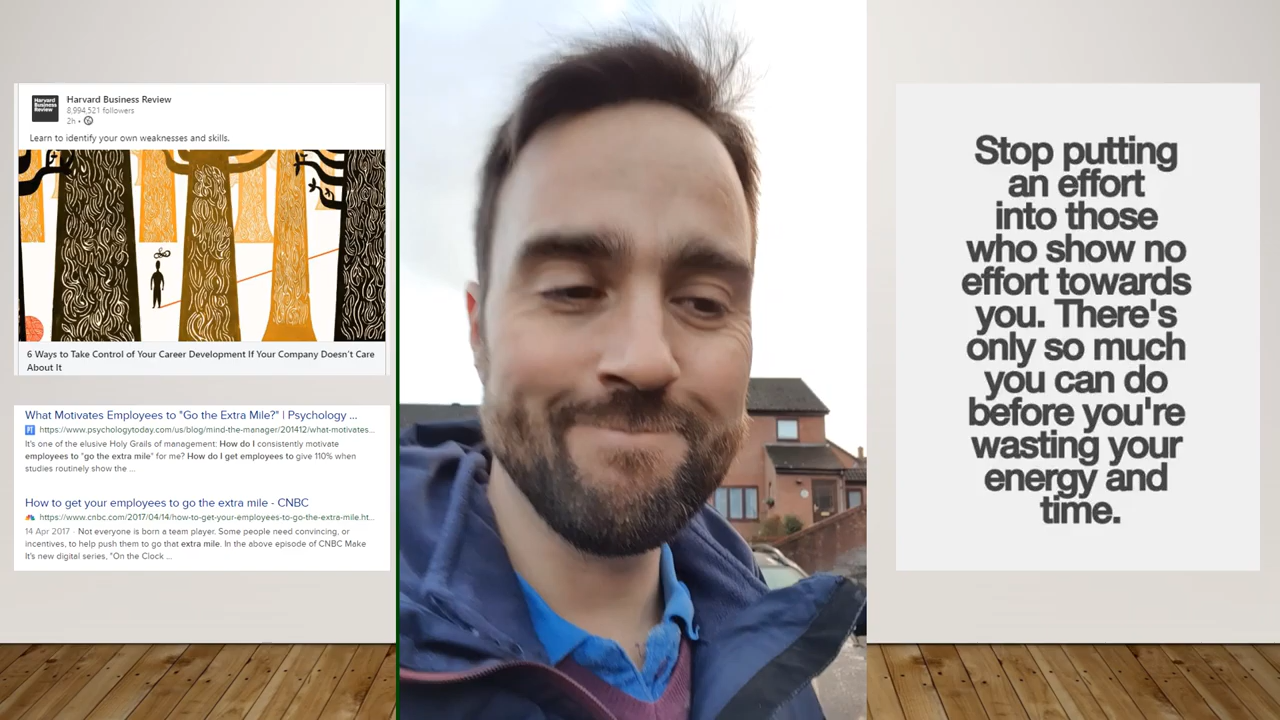 Harvard
Business
Review
Harvard Business Review
8,994,521 followers
2h •
Learn to identify your own weaknesses and skills.
6 Ways to Take Control of Your Career Development If Your Company Doesn't Care
About It
What Motivates Employees to "Go the Extra Mile?" | Psychology ...
https://www.psychologytoday.com/us/blog/mind-the-manager/201412/what-motivates...
It's one of the elusive Holy Grails of management: How do I consistently motivate
employees to "go the extra mile" for me? How do I get employees to give 110% when
studies routinely show the ...
How to get your employees to go the extra mile - CNBC
https://www.cnbc.com/2017/04/14/how-to-get-your-employees-to-go-the-extra-mile.ht...
14 Apr 2017 · Not everyone is born a team player. Some people need convincing, or
incentives, to help push them to go that extra mile. In the above episode of CNBC Make
It's new digital series, "On the Clock ...
Stop putting
an effort
into those
who show no
effort towards
you. There's
only so much
you can do
before you're
wasting your
energy and
time.